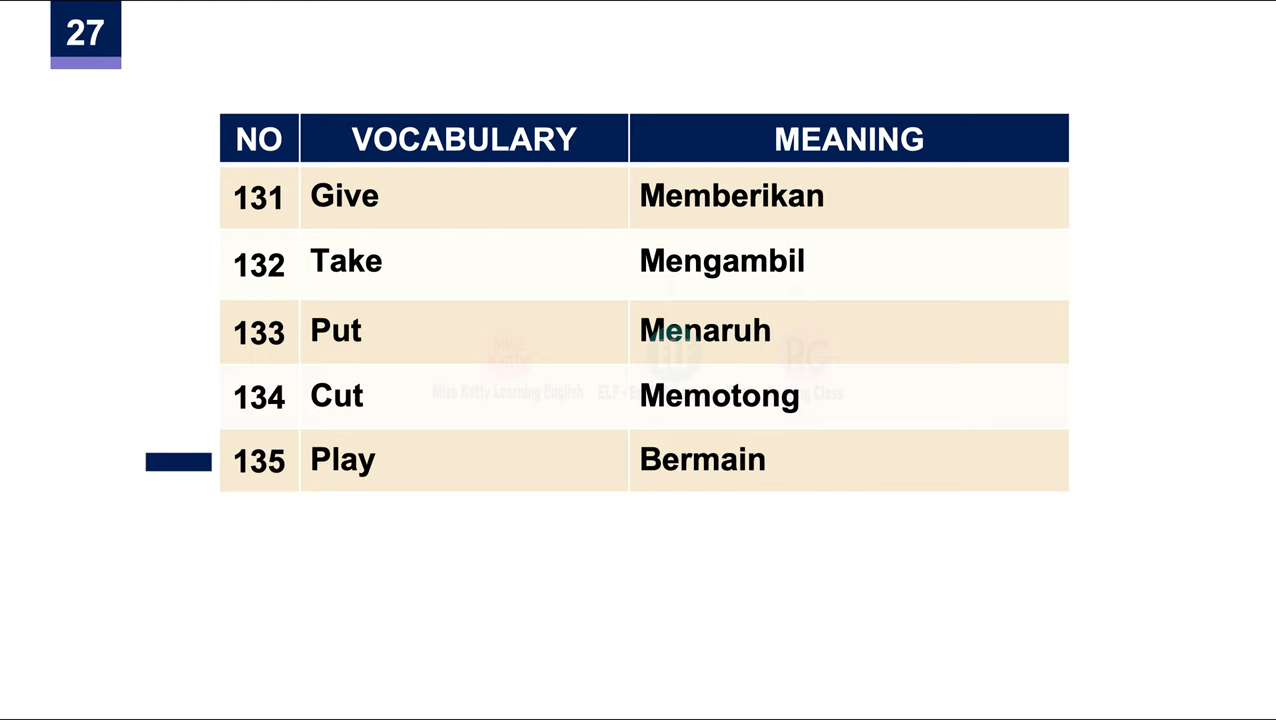 27
NO VOCABULARY MEANING
131 Give Memberikan
132 Take Mengambil
133 Put Menaruh
134 Cut Memotong
135 Play Bermain